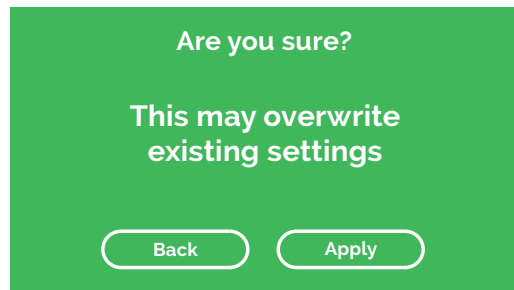 Are you sure?
This may overwrite
existing settings
Back
Apply